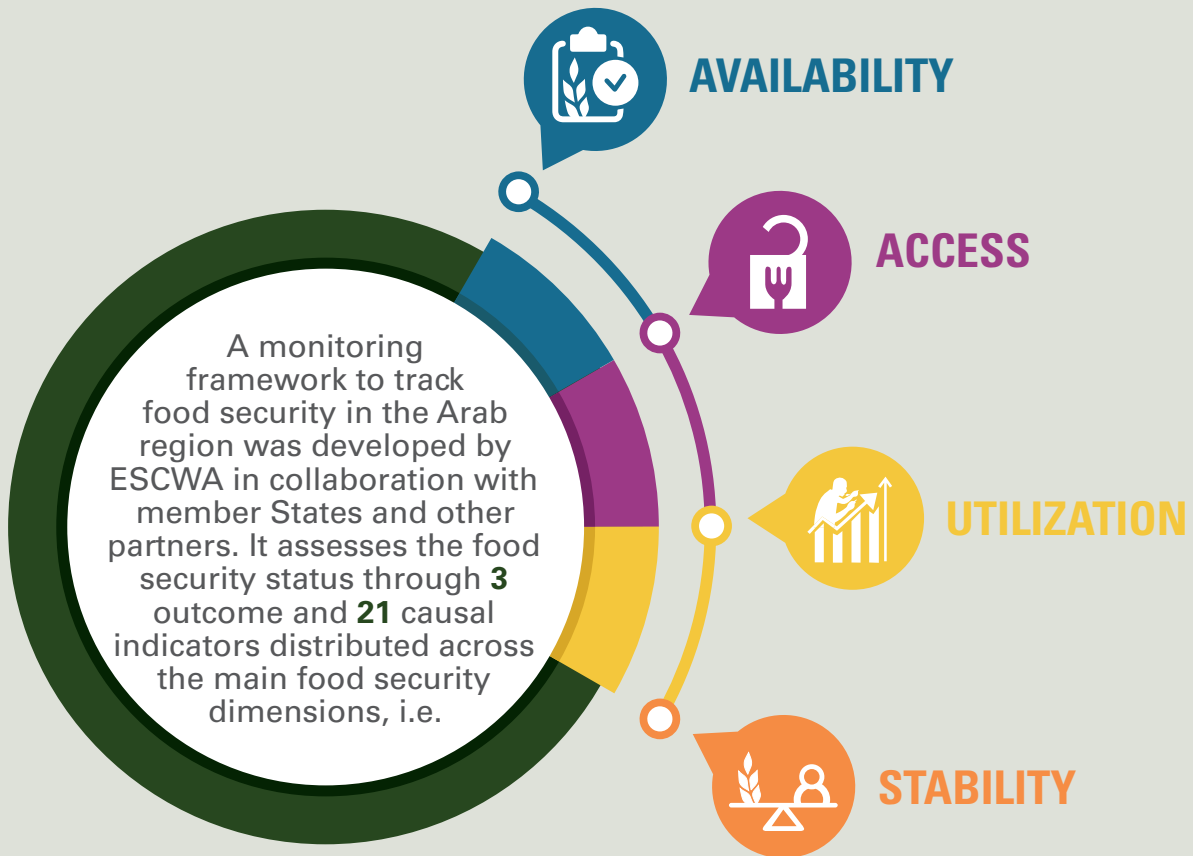 A monitoring
framework to track
food security in the Arab
region was developed by
ESCWA in collaboration with
member States and other
partners. It assesses the food
security status through 3
outcome and 21 causal
indicators distributed across
the main food security
dimensions, i.e.
AVAILABILITY
ACCESS
UTILIZATION
STABILITY